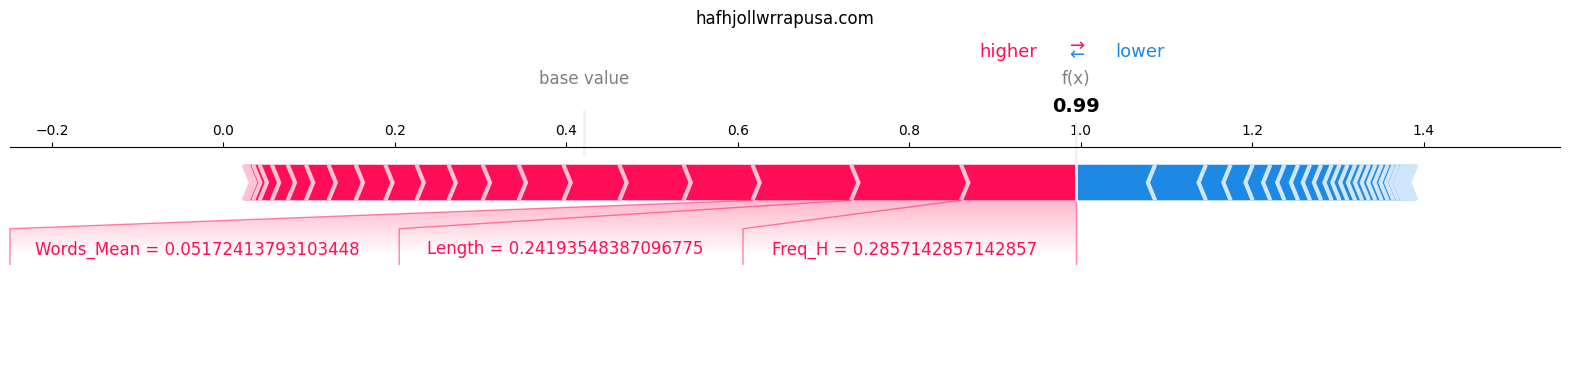 hafhjollwrrapusa.com
higher → ← lower
base value f(x)
0.99
−0.2 0.0 0.2 0.4 0.6 0.8 1.0 1.2 1.4
Words_Mean = 0.05172413793103448 Length = 0.24193548387096775 Freq_H = 0.2857142857142857